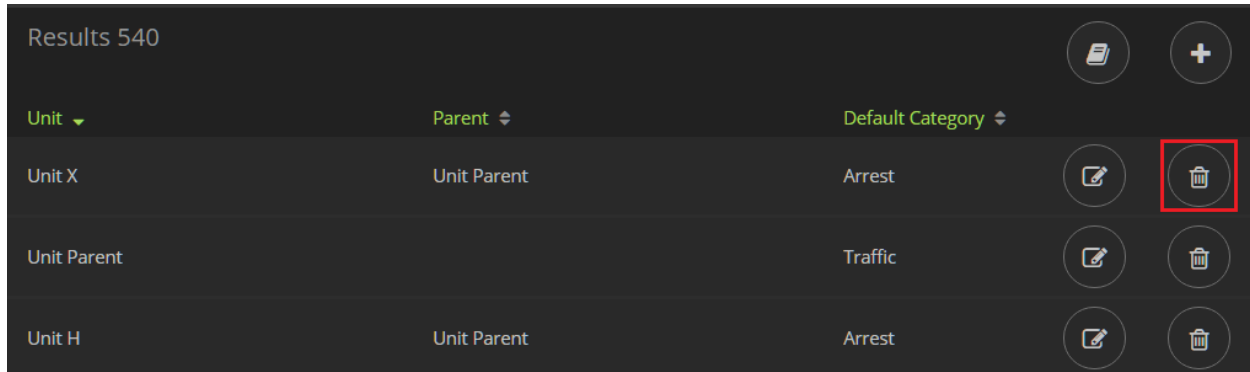 Results 540
Unit Parent Default Category
Unit X Unit Parent Arrest
Unit Parent Traffic
Unit H Unit Parent Arrest